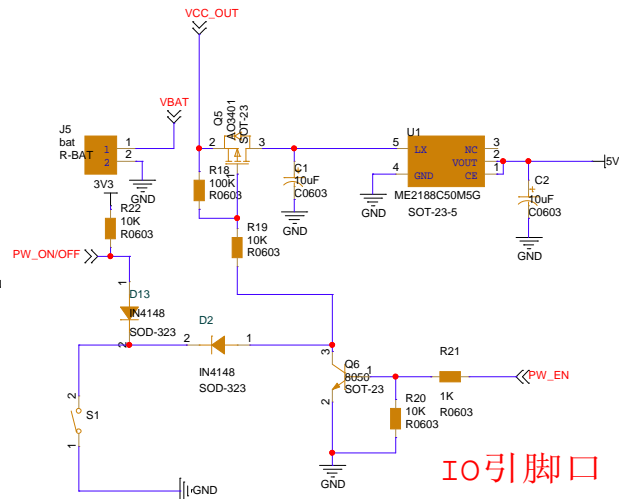 VCC_OUT
VBAT
J5
bat
R-BAT
1
2
1
2
GND
3V3
R22
10K
R0603
PW_ON/OFF
1
D13
IN4148
SOD-323
2
2
S1
1
GND
D2
2
1
IN4148
SOD-323
Q5
AO3401
SOT-23
2
3
1
R18
100K
R0603
R19
10K
R0603
C1
10uF
C0603
GND
U1
5
LX
NC
3
VOUT
2
4
GND
CE
1
ME2188C50M5G
SOT-23-5
GND
5V
C2
10uF
C0603
GND
3
Q6
8050
SOT-23
1
2
GND
R20
10K
R0603
R21
1K
R0603
PW_EN
IO引脚口